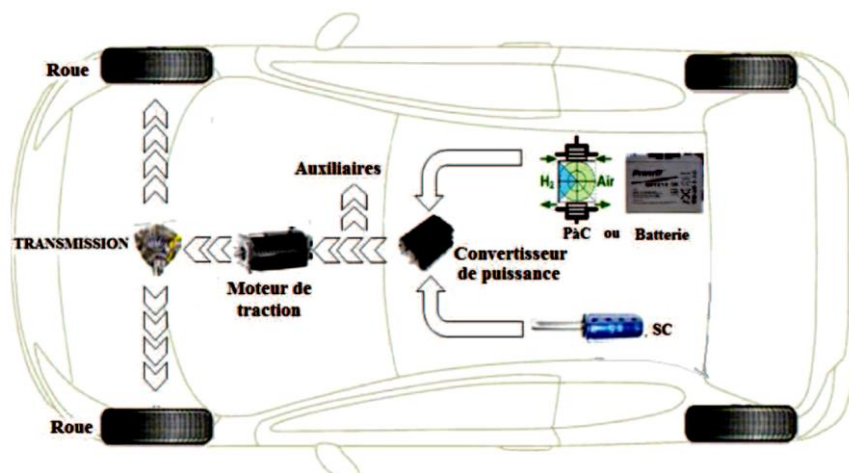 Roue
Auxiliaires
H₂
Air
PàC ou Batterie
TRANSMISSION
Convertisseur
de puissance
Moteur de
traction
SC
Roue